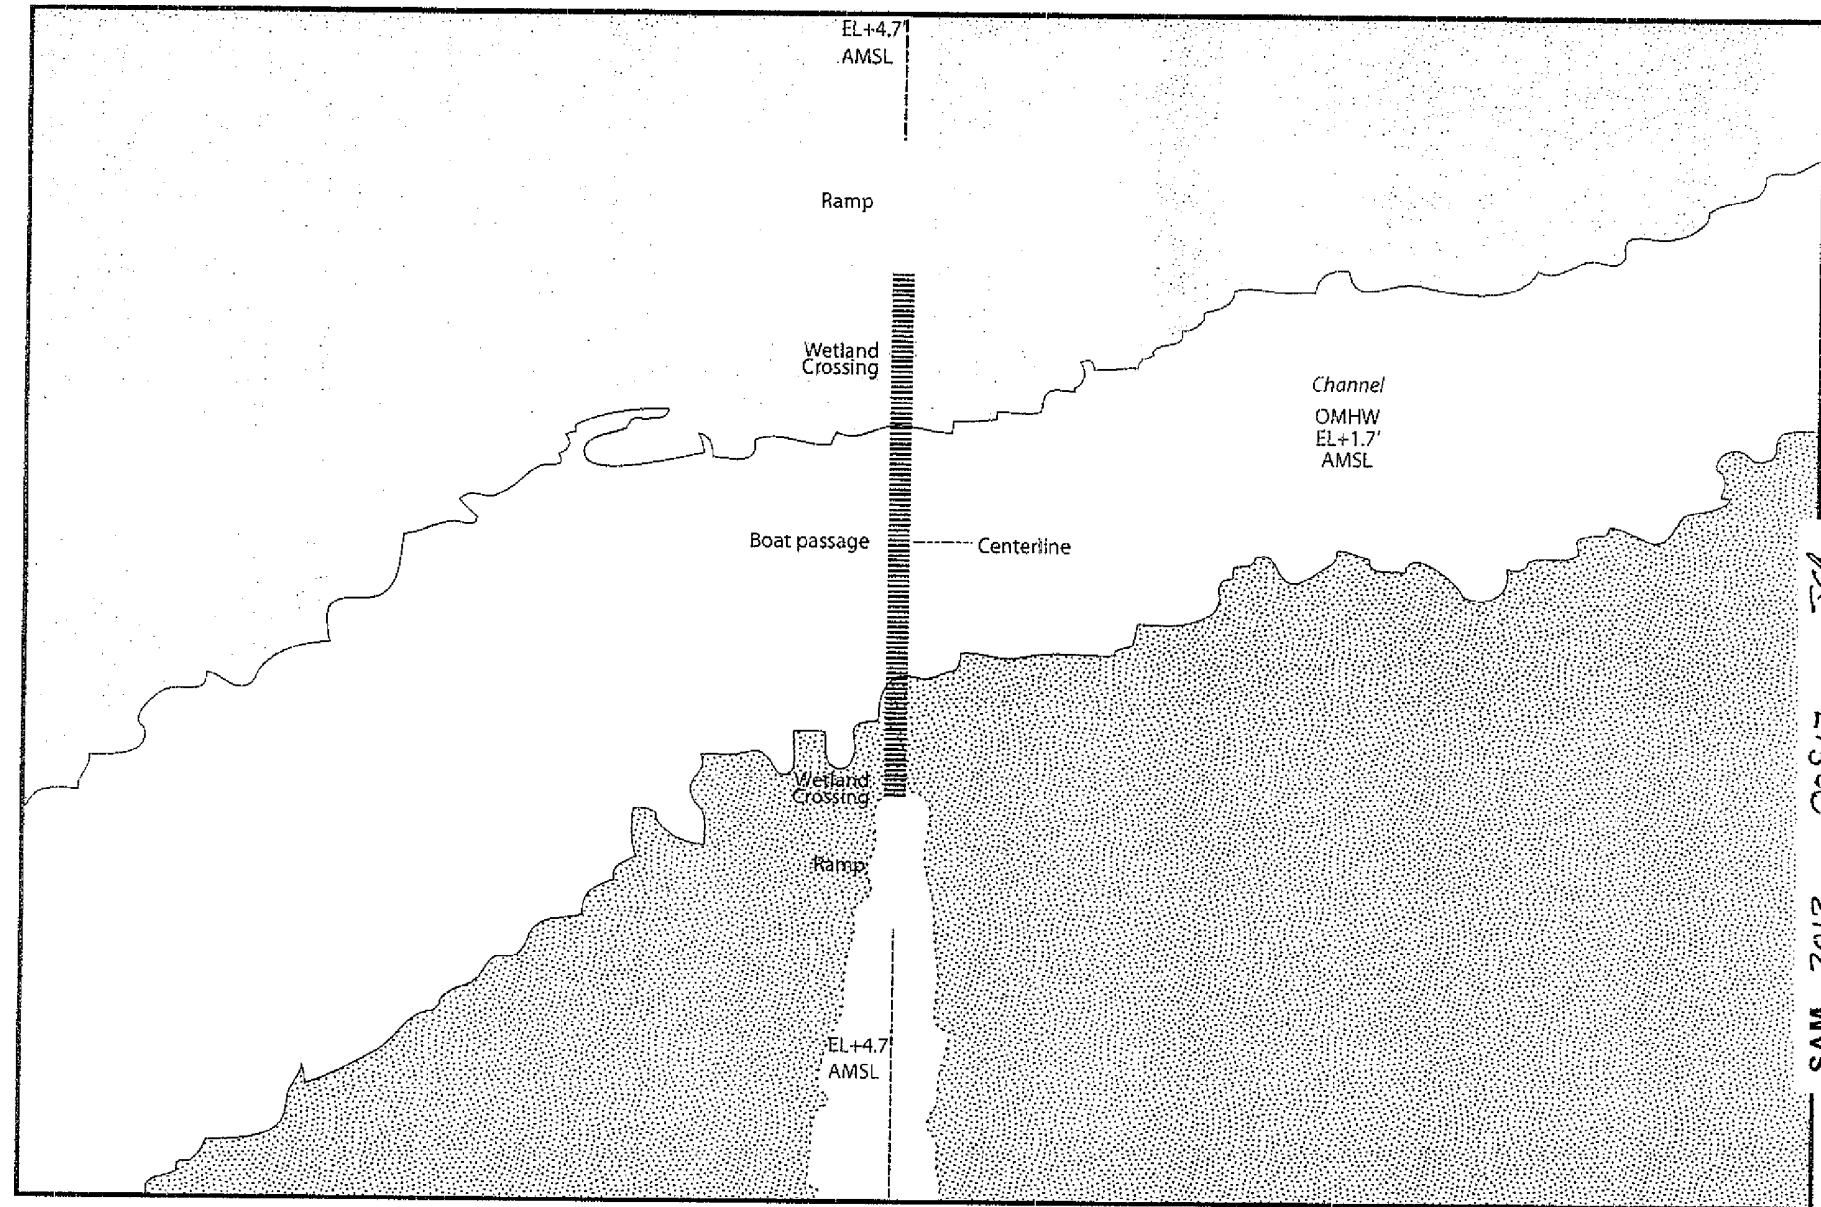 EL+4.7'
AMSL
Ramp
Wetland
Crossing
Channel
OMHW
EL+1.7'
AMSL
Boat passage
Centerline
Wetland
Crossing
Ramp
EL+4.7'
AMSL